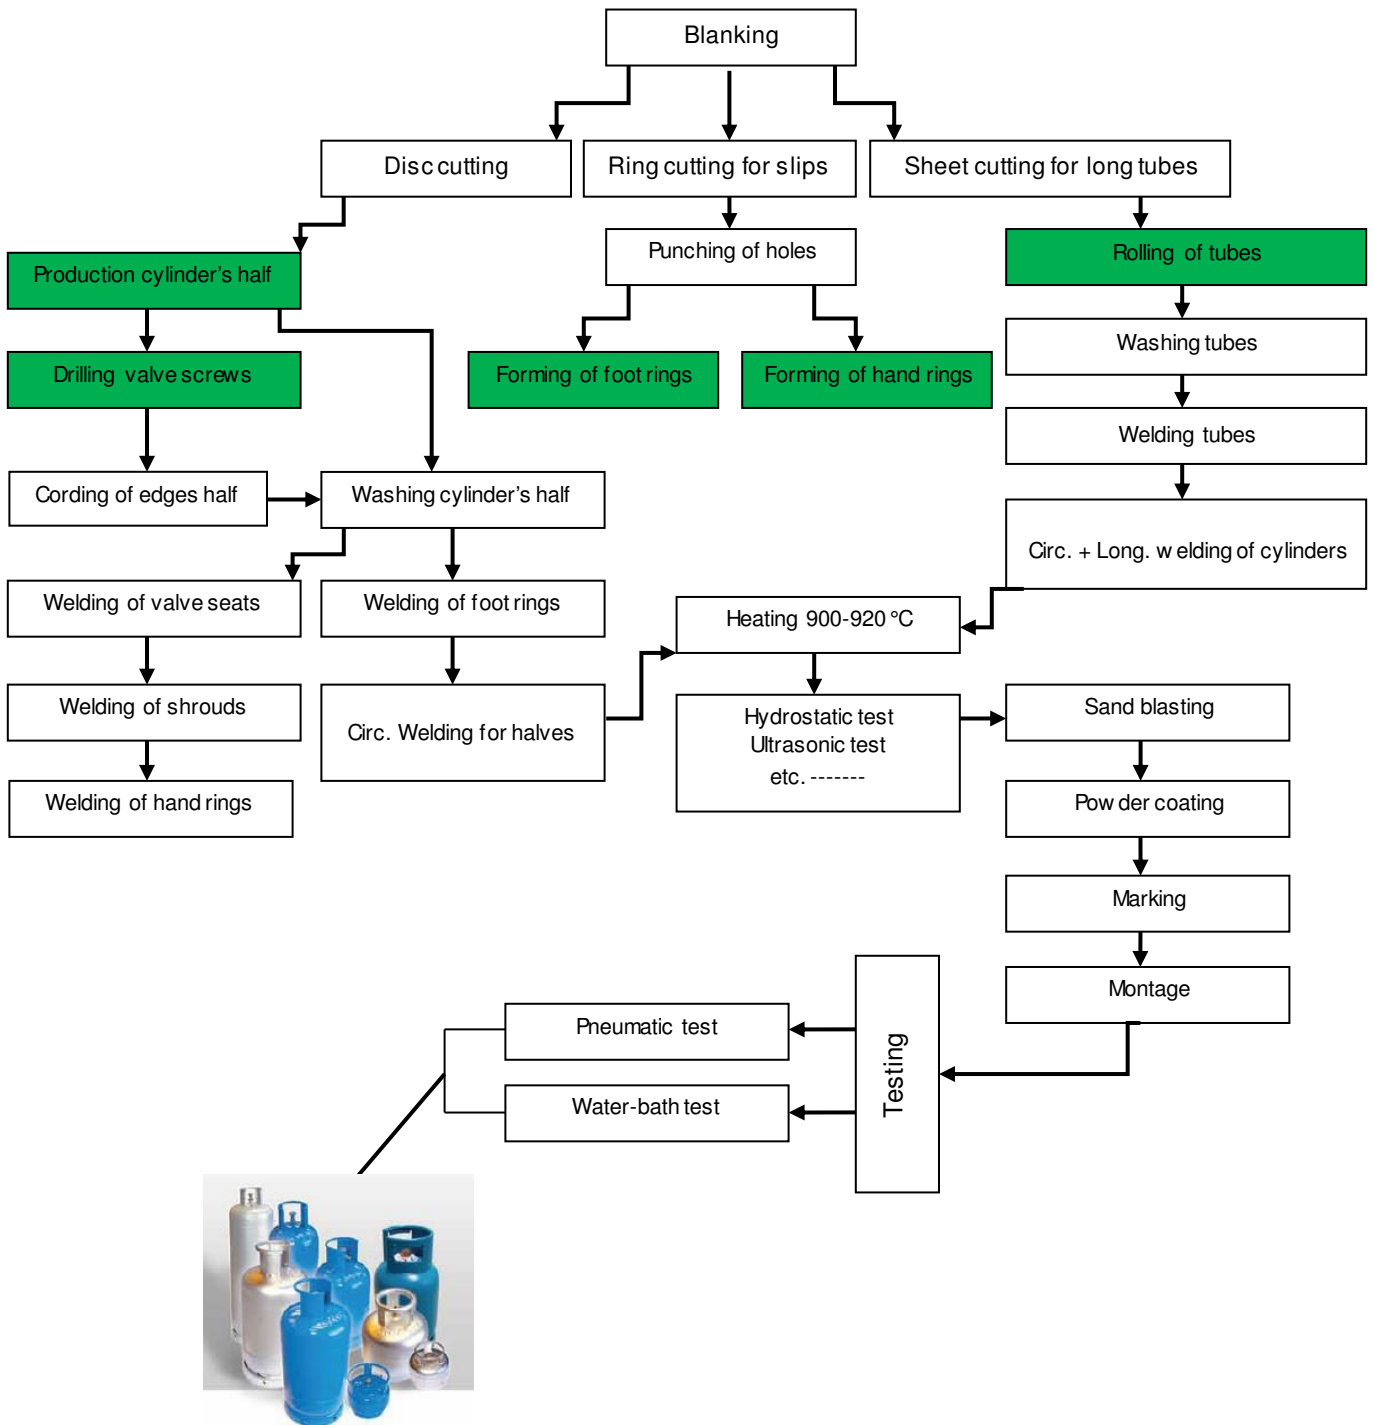 Blanking
Disc cutting
Ring cutting for slips
Sheet cutting for long tubes
Production cylinder's half
Punching of holes
Rolling of tubes
Washing tubes
Drilling valve screws
Forming of foot rings
Forming of hand rings
Welding tubes
Cording of edges half
Washing cylinder's half
Circ. + Long. welding of cylinders
Welding of valve seats
Welding of foot rings
Heating 900-920 °C
Welding of shrouds
Circ. Welding for halves
Hydrostatic test
Ultrasonic test
etc. -------
Sand blasting
Welding of hand rings
Powder coating
Marking
Montage
Testing
Pneumatic test
Water-bath test